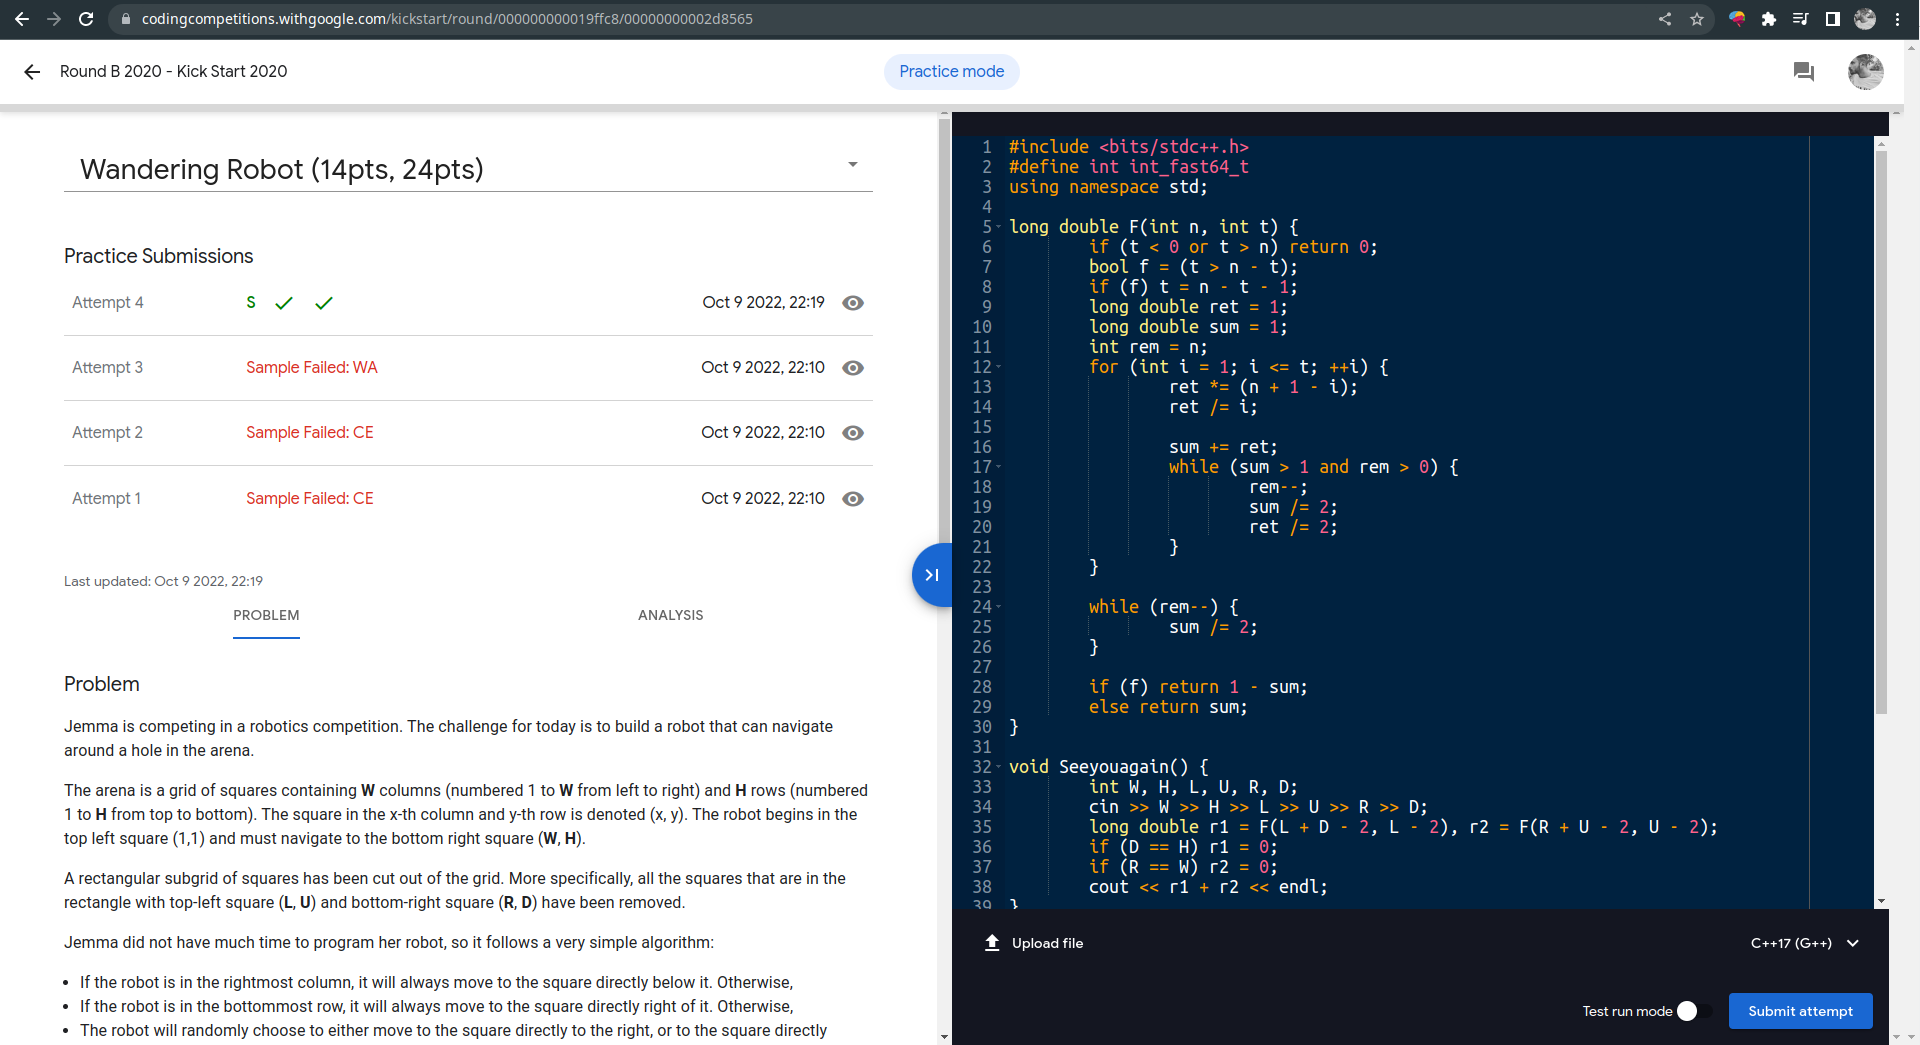 codingcompetitions.withgoogle.com/kickstart/round/000000000019ffc8/00000000002d8565
Round B 2020 - Kick Start 2020
Practice mode
Wandering Robot (14pts, 24pts)
Practice Submissions
Attempt 4 S Oct 9 2022, 22:19
Attempt 3 Sample Failed: WA Oct 9 2022, 22:10
Attempt 2 Sample Failed: CE Oct 9 2022, 22:10
Attempt 1 Sample Failed: CE Oct 9 2022, 22:10
Last updated: Oct 9 2022, 22:19
PROBLEM ANALYSIS
Problem
Jemma is competing in a robotics competition. The challenge for today is to build a robot that can navigate
around a hole in the arena.
The arena is a grid of squares containing W columns (numbered 1 to W from left to right) and H rows (numbered
1 to H from top to bottom). The square in the x-th column and y-th row is denoted (x, y). The robot begins in the
top left square (1,1) and must navigate to the bottom right square (W, H).
A rectangular subgrid of squares has been cut out of the grid. More specifically, all the squares that are in the
rectangle with top-left square (L, U) and bottom-right square (R, D) have been removed.
Jemma did not have much time to program her robot, so it follows a very simple algorithm:
• If the robot is in the rightmost column, it will always move to the square directly below it. Otherwise,
• If the robot is in the bottommost row, it will always move to the square directly right of it. Otherwise,
• The robot will randomly choose to either move to the square directly to the right, or to the square directly
1 #include <bits/stdc++.h>
2 #define int int_fast64_t
3 using namespace std;
4
5 long double F(int n, int t) {
6 if (t < 0 or t > n) return 0;
7 bool f = (t > n - t);
8 if (f) t = n - t - 1;
9 long double ret = 1;
10 long double sum = 1;
11 int rem = n;
12 for (int i = 1; i <= t; ++i) {
13 ret *= (n + 1 - i);
14 ret /= i;
15
16 sum += ret;
17 while (sum > 1 and rem > 0) {
18 rem--;
19 sum /= 2;
20 ret /= 2;
21 }
22 }
23
24 while (rem--) {
25 sum /= 2;
26 }
27
28 if (f) return 1 - sum;
29 else return sum;
30 }
31
32 void Seeyouagain() {
33 int W, H, L, U, R, D;
34 cin >> W >> H >> L >> U >> R >> D;
35 long double r1 = F(L + D - 2, L - 2), r2 = F(R + U - 2, U - 2);
36 if (D == H) r1 = 0;
37 if (R == W) r2 = 0;
38 cout << r1 + r2 << endl;
39 }
Upload file
C++17 (G++)
Test run mode
Submit attempt